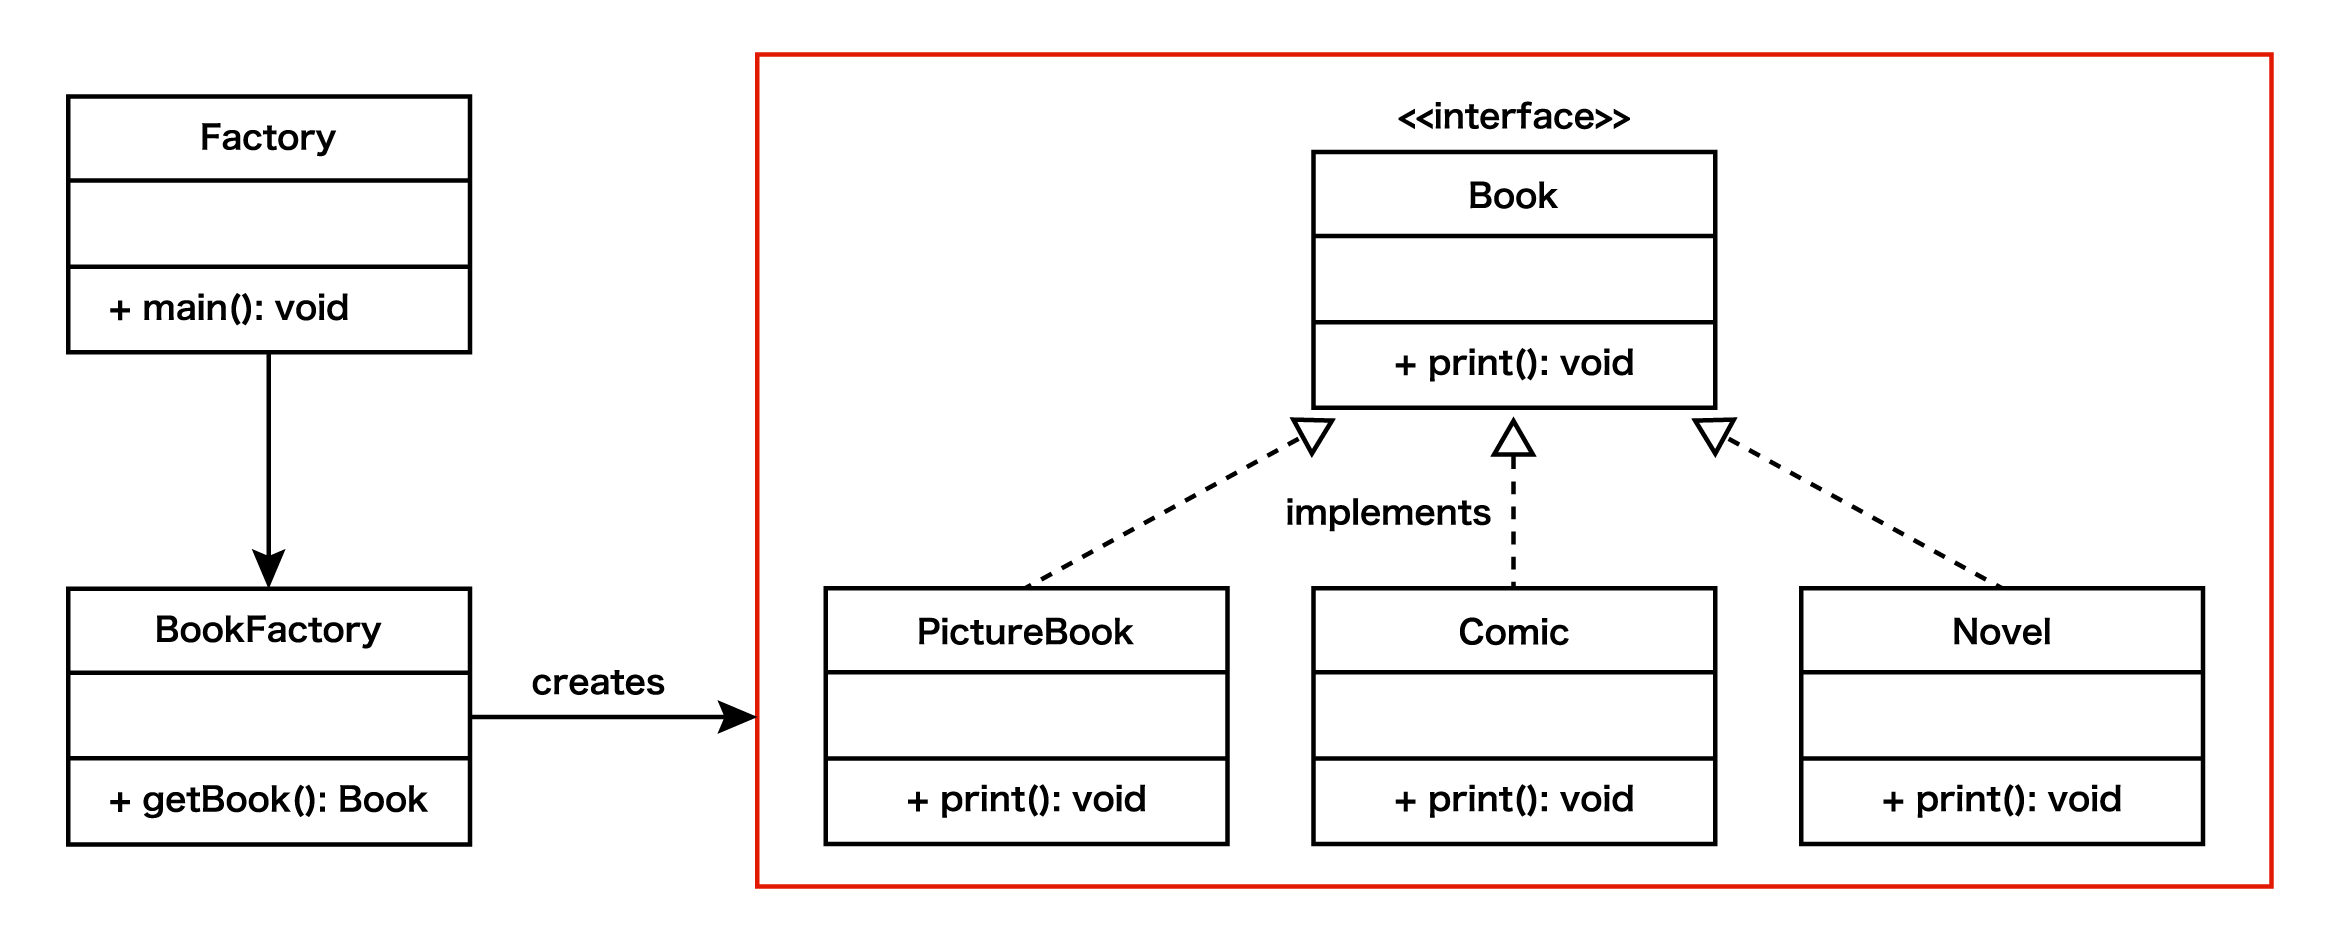 Factory
+ main(): void
BookFactory
+ getBook(): Book
creates
<<interface>>
Book
+ print(): void
implements
PictureBook
+ print(): void
Comic
+ print(): void
Novel
+ print(): void